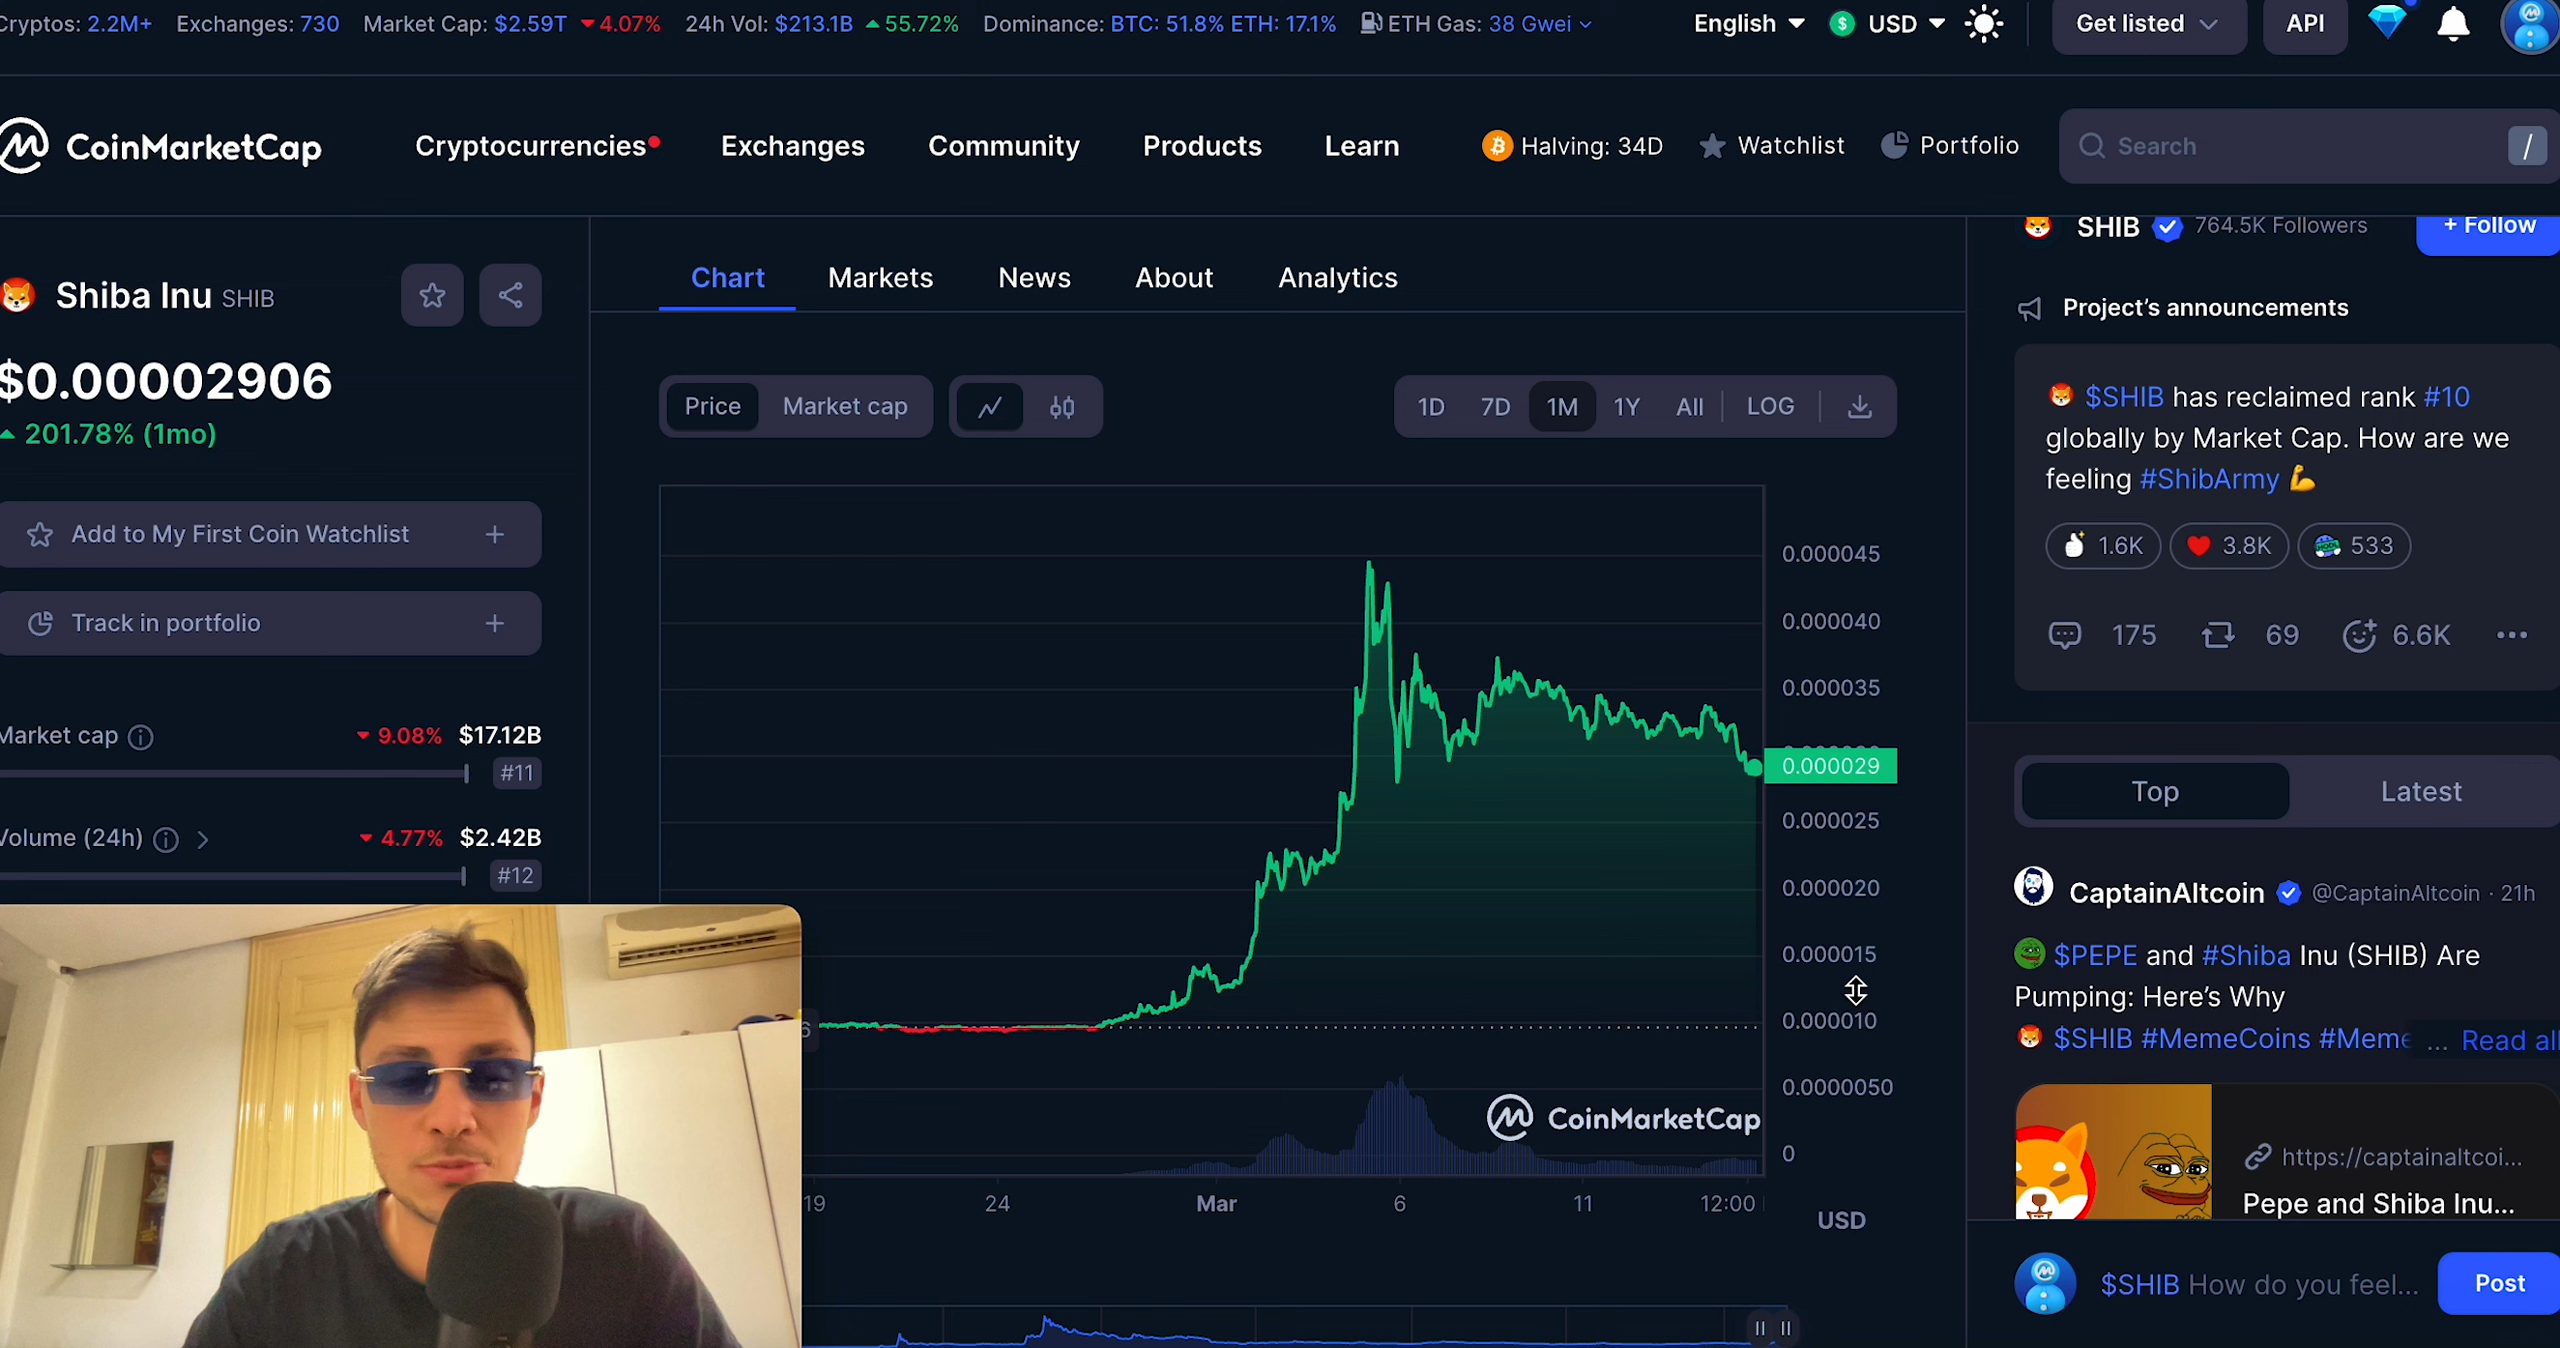 Cryptos: 2.2M+ Exchanges: 730 Market Cap: $2.59T 4.07% 24h Vol: $213.1B 55.72% Dominance: BTC: 51.8% ETH: 17.1% ETH Gas: 38 Gwei English $ USD Get listed API
CoinMarketCap Cryptocurrencies Exchanges Community Products Learn Halving: 34D Watchlist Portfolio Search /
Shiba Inu SHIB
$0.00002906
201.78% (1mo)
Add to My First Coin Watchlist +
Track in portfolio +
Market cap 9.08% $17.12B
#11
Volume (24h) 4.77% $2.42B
#12
Chart Markets News About Analytics
Price Market cap 1D 7D 1M 1Y All LOG
0.000045
0.000040
0.000035
0.000029
0.000025
0.000020
0.000015
0.000010
0.0000050
0
CoinMarketCap
19 24 Mar 6 11 12:00
USD
SHIB 764.5K Followers + Follow
Project's announcements
$SHIB has reclaimed rank #10
globally by Market Cap. How are we
feeling #ShibArmy
1.6K 3.8K 533
175 69 6.6K
Top Latest
CaptainAltcoin @CaptainAltcoin · 21h
$PEPE and #Shiba Inu (SHIB) Are
Pumping: Here's Why
$SHIB #MemeCoins #Meme ... Read all
https://captainaltcoi...
Pepe and Shiba Inu...
$SHIB How do you feel... Post